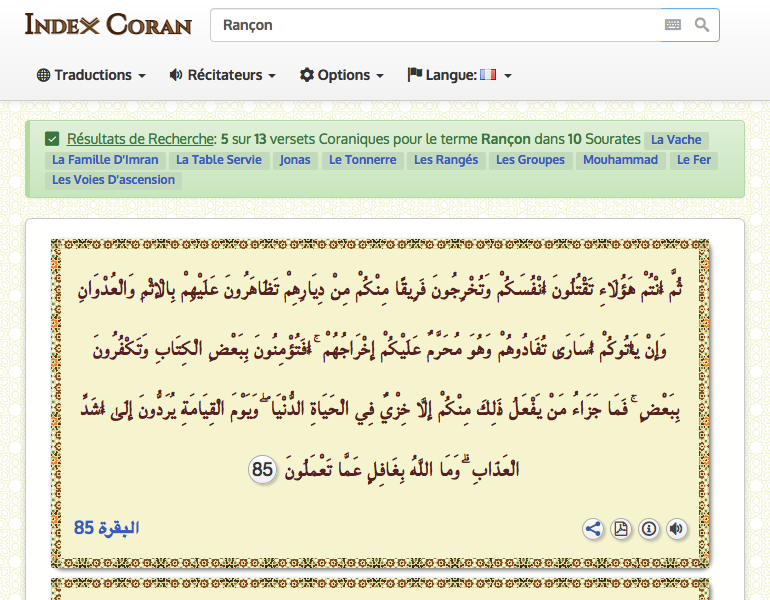 INDEX CORAN
Rançon
Traductions
Récitateurs
Options
Langue:
Résultats de Recherche: 5 sur 13 versets Coraniques pour le terme Rançon dans 10 Sourates La Vache
La Famille D'Imran La Table Servie Jonas Le Tonnerre Les Rangés Les Groupes Mouhammad Le Fer
Les Voies D'ascension
ثُمَّ أَنْتُمْ هَؤُلَاءِ تَقْتُلُونَ أَنْفُسَكُمْ وَتُخْرِجُونَ فَرِيقًا مِنْكُمْ مِنْ دِيَارِهِمْ تَظَاهَرُونَ عَلَيْهِمْ بِالْإِثْمِ وَالْعُدْوَانِ
وَإِنْ يَأْتُوكُمْ أُسَارَى تُفَادُوهُمْ وَهُوَ مُحَرَّمٌ عَلَيْكُمْ إِخْرَاجُهُمْ ۚ أَفَتُؤْمِنُونَ بِبَعْضِ الْكِتَابِ وَتَكْفُرُونَ
بِبَعْضٍ ۚ فَمَا جَزَاءُ مَنْ يَفْعَلُ ذَلِكَ مِنْكُمْ إِلَّا خِزْيٌ فِي الْحَيَاةِ الدُّنْيَا ۖ وَيَوْمَ الْقِيَامَةِ يُرَدُّونَ إِلَى أَشَدِّ
الْعَذَابِ ۗ وَمَا اللَّهُ بِغَافِلٍ عَمَّا تَعْمَلُونَ 85
البقرة 85